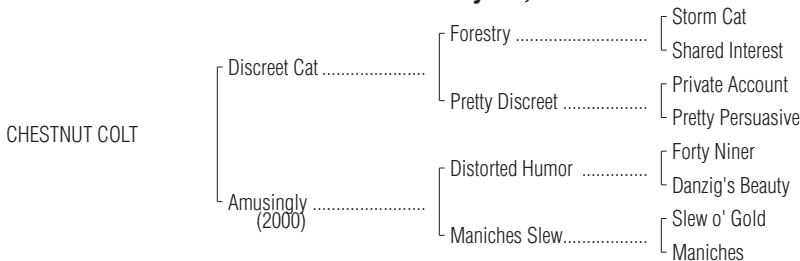 Storm Cat
Forestry ............................
Shared Interest
Discreet Cat ......................
Private Account
Pretty Discreet ..................
Pretty Persuasive
CHESTNUT COLT
Forty Niner
Distorted Humor ..............
Danzig's Beauty
Amusingly ........................
(2000)
Slew o' Gold
Maniches Slew..................
Maniches